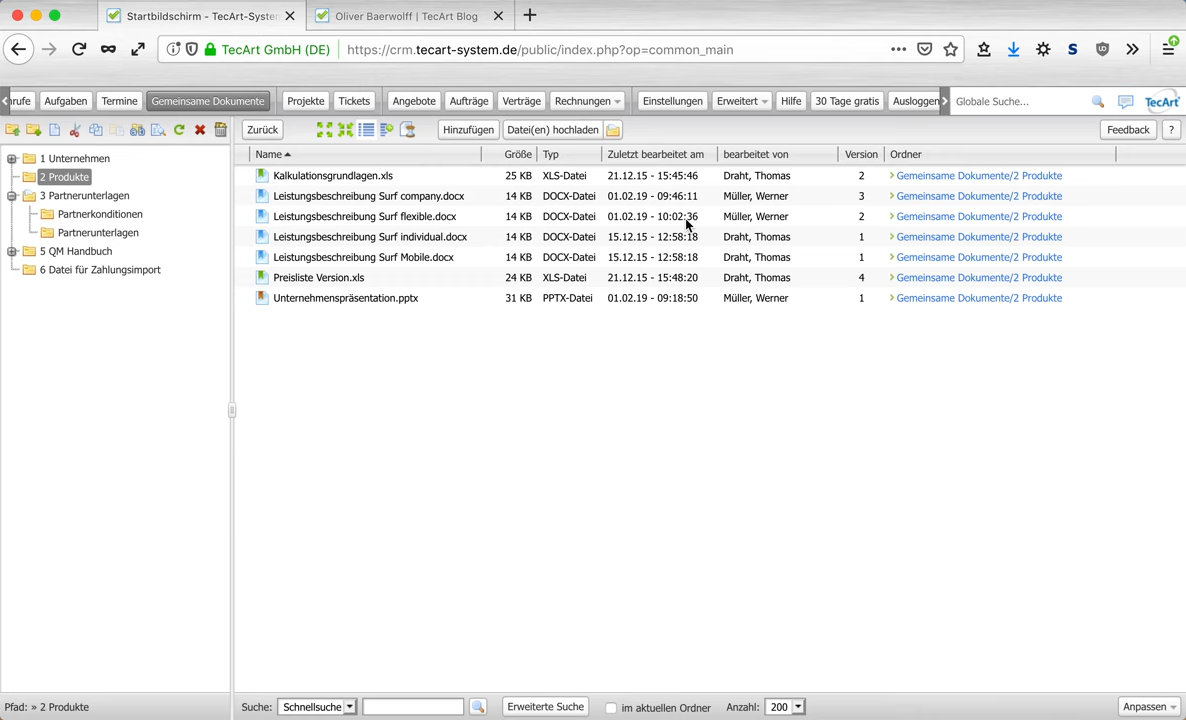 Startbildschirm - TecArt-Syste
Oliver Baerwolff | TecArt Blog
TecArt GmbH (DE)
https://crm.tecart-system.de/public/index.php?op=common_main
nrufe
Aufgaben
Termine
Gemeinsame Dokumente
Projekte
Tickets
Angebote
Aufträge
Verträge
Rechnungen
Einstellungen
Erweitert
Hilfe
30 Tage gratis
Ausloggen
Globale Suche...
TecArt
Zurück
Hinzufügen
Datei(en) hochladen
Feedback
?
1 Unternehmen
2 Produkte
3 Partnerunterlagen
Partnerkonditionen
Partnerunterlagen
5 QM Handbuch
6 Datei für Zahlungsimport
Name Größe Typ Zuletzt bearbeitet am bearbeitet von Version Ordner
Kalkulationsgrundlagen.xls 25 KB XLS-Datei 21.12.15 - 15:45:46 Draht, Thomas 2 Gemeinsame Dokumente/2 Produkte
Leistungsbeschreibung Surf company.docx 14 KB DOCX-Datei 01.02.19 - 09:46:11 Müller, Werner 3 Gemeinsame Dokumente/2 Produkte
Leistungsbeschreibung Surf flexible.docx 14 KB DOCX-Datei 01.02.19 - 10:02:36 Müller, Werner 2 Gemeinsame Dokumente/2 Produkte
Leistungsbeschreibung Surf individual.docx 14 KB DOCX-Datei 15.12.15 - 12:58:18 Draht, Thomas 1 Gemeinsame Dokumente/2 Produkte
Leistungsbeschreibung Surf Mobile.docx 14 KB DOCX-Datei 15.12.15 - 12:58:18 Draht, Thomas 1 Gemeinsame Dokumente/2 Produkte
Preisliste Version.xls 24 KB XLS-Datei 21.12.15 - 15:48:20 Draht, Thomas 4 Gemeinsame Dokumente/2 Produkte
Unternehmenspräsentation.pptx 31 KB PPTX-Datei 01.02.19 - 09:18:50 Müller, Werner 1 Gemeinsame Dokumente/2 Produkte
Pfad: » 2 Produkte
Suche:
Schnellsuche
Erweiterte Suche
im aktuellen Ordner
Anzahl:
200
Anpassen